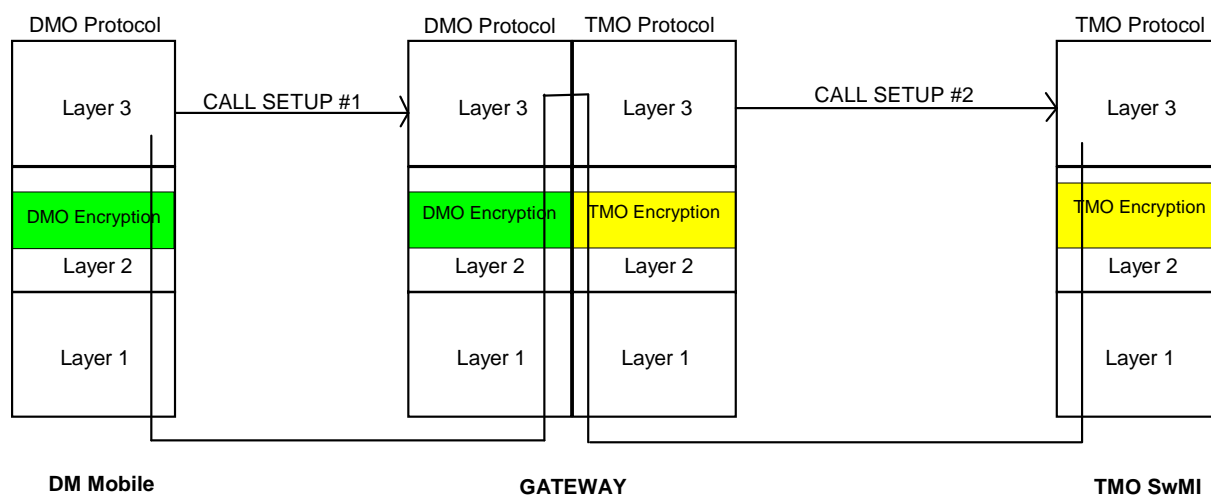 DMO Protocol
DMO Protocol
TMO Protocol
TMO Protocol
Layer 3
CALL SETUP #1
Layer 3
Layer 3
CALL SETUP #2
Layer 3
DMO Encryption
DMO Encryption
TMO Encryption
TMO Encryption
Layer 2
Layer 2
Layer 2
Layer 2
Layer 1
Layer 1
Layer 1
Layer 1
DM Mobile
GATEWAY
TMO SwMI